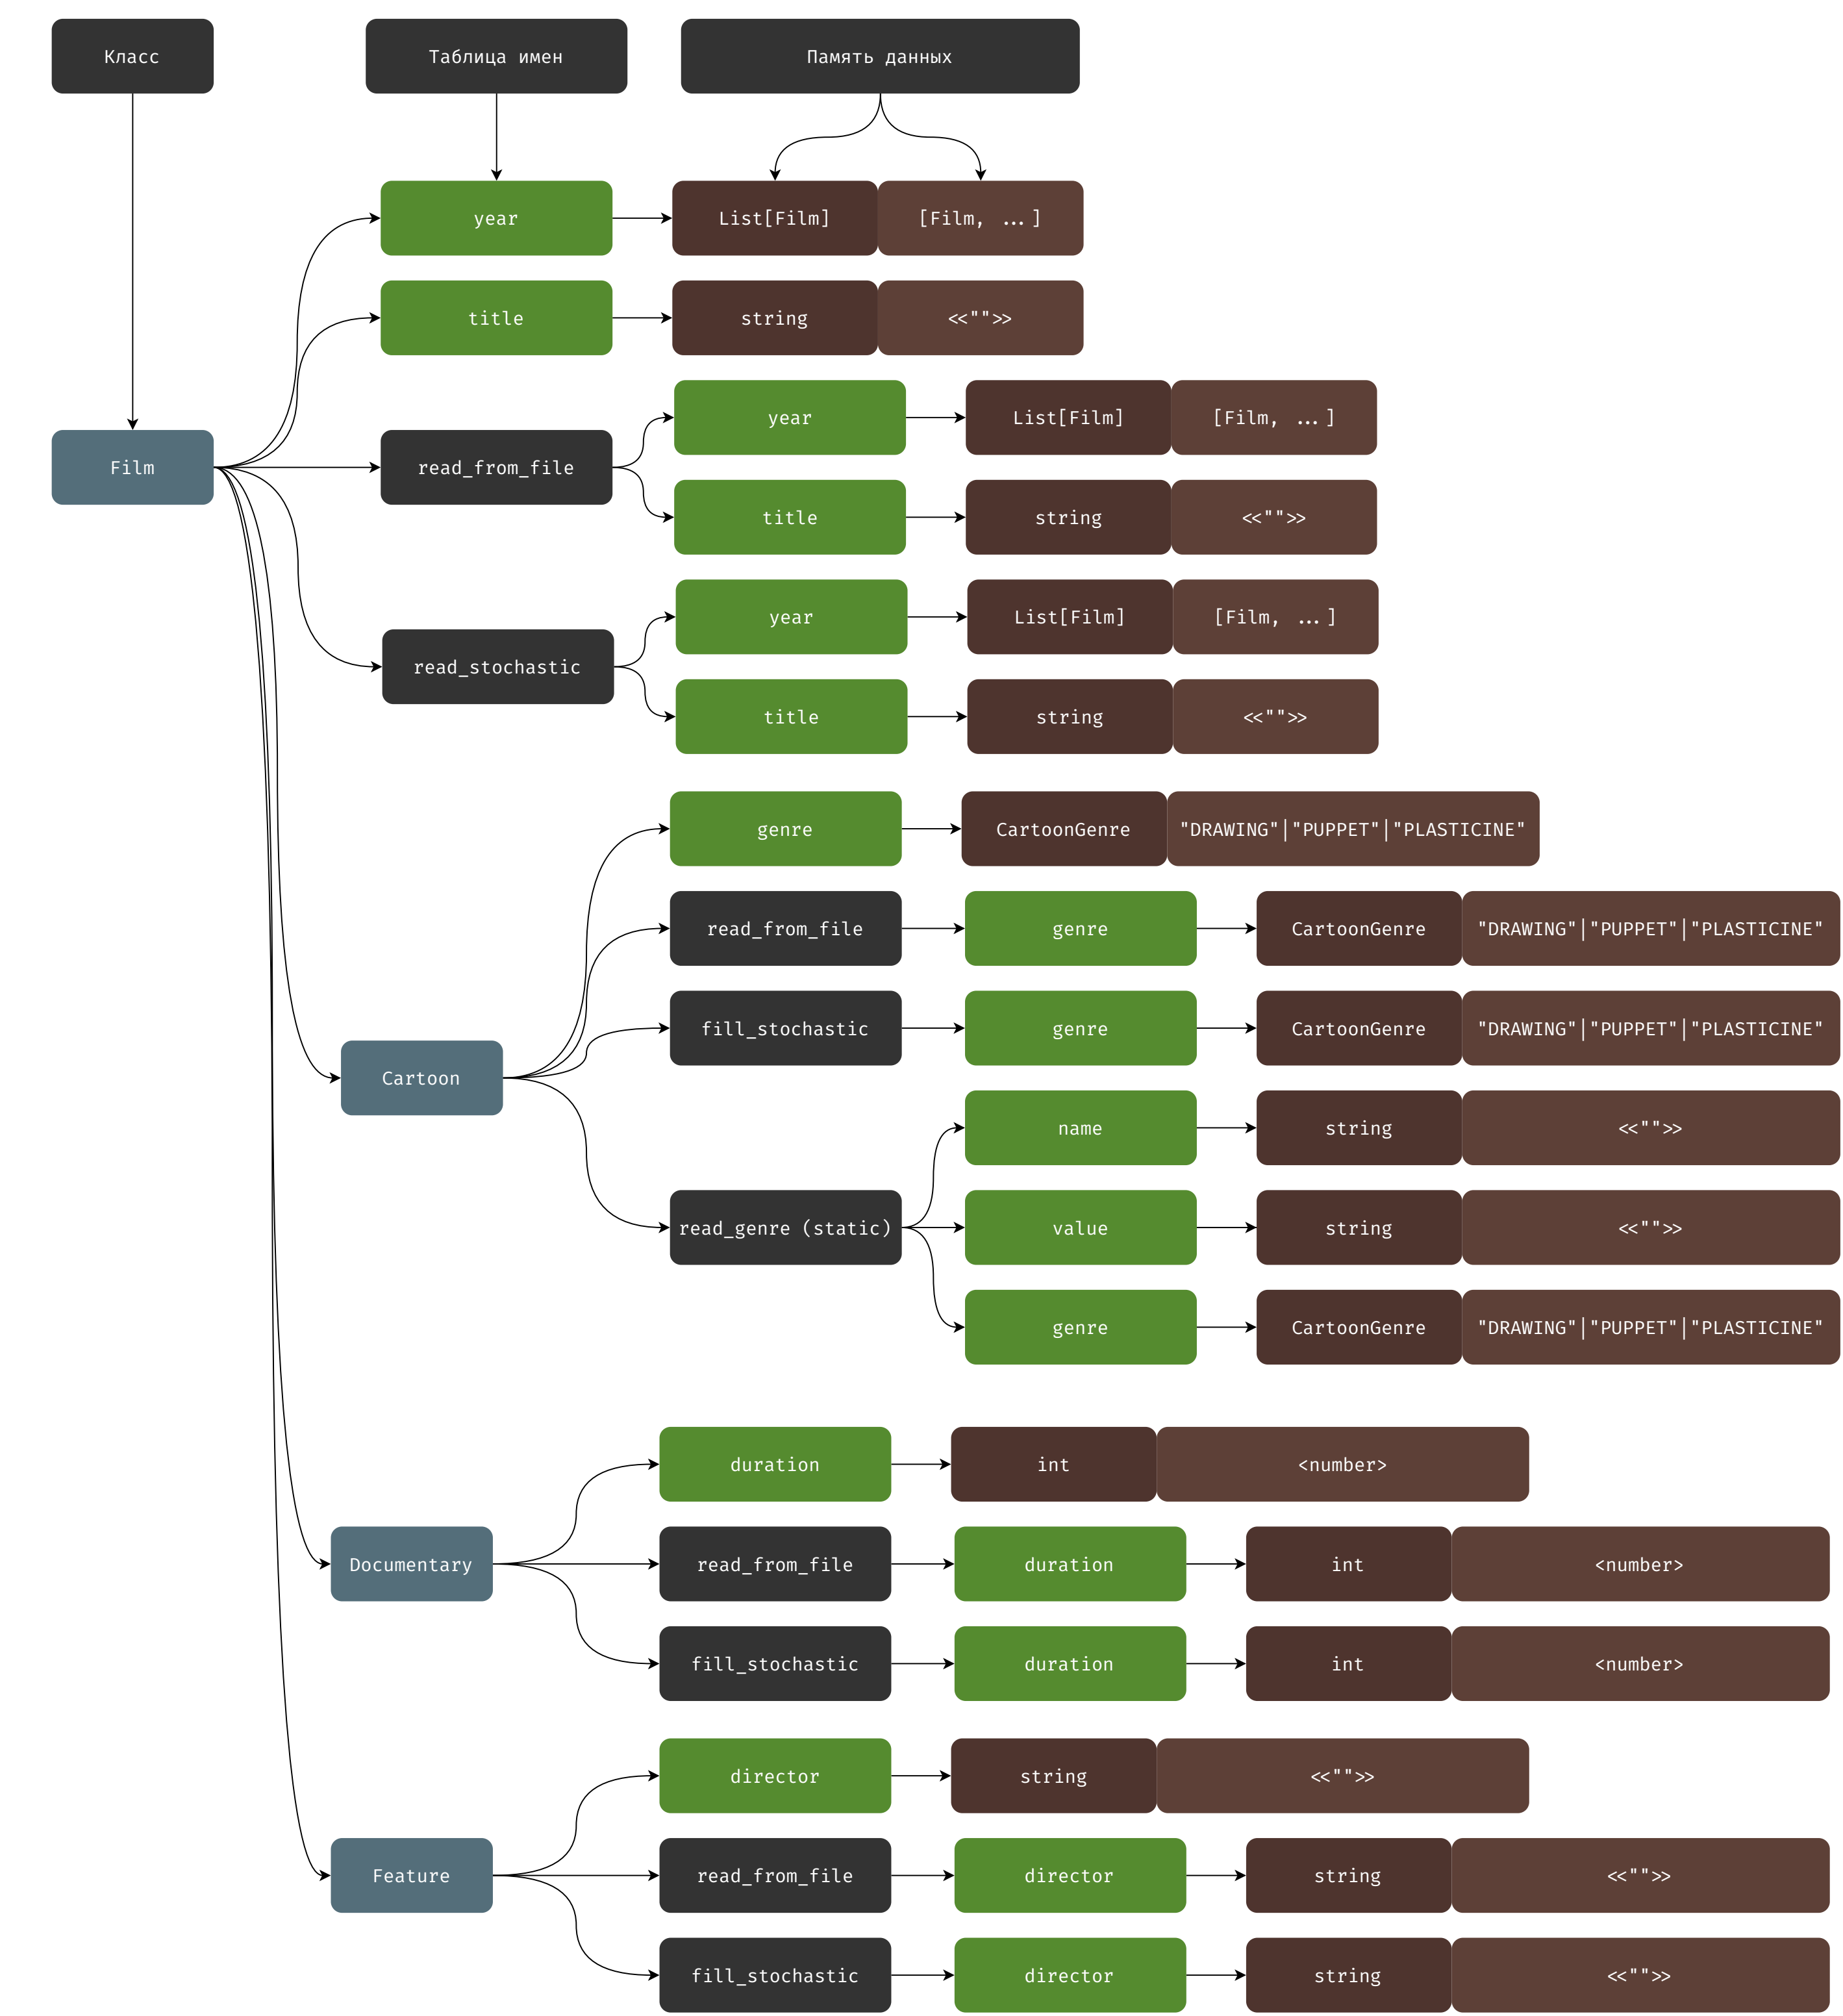 Класс
Таблица имен
Память данных
year
List[Film]
[Film, ...]
title
string
<<"">>
Film
read_from_file
year
List[Film]
[Film, ...]
title
string
<<"">>
read_stochastic
year
List[Film]
[Film, ...]
title
string
<<"">>
genre
CartoonGenre
"DRAWING"|"PUPPET"|"PLASTICINE"
read_from_file
genre
CartoonGenre
"DRAWING"|"PUPPET"|"PLASTICINE"
fill_stochastic
genre
CartoonGenre
"DRAWING"|"PUPPET"|"PLASTICINE"
Cartoon
name
string
<<"">>
read_genre (static)
value
string
<<"">>
genre
CartoonGenre
"DRAWING"|"PUPPET"|"PLASTICINE"
duration
int
<number>
Documentary
read_from_file
duration
int
<number>
fill_stochastic
duration
int
<number>
director
string
<<"">>
Feature
read_from_file
director
string
<<"">>
fill_stochastic
director
string
<<"">>